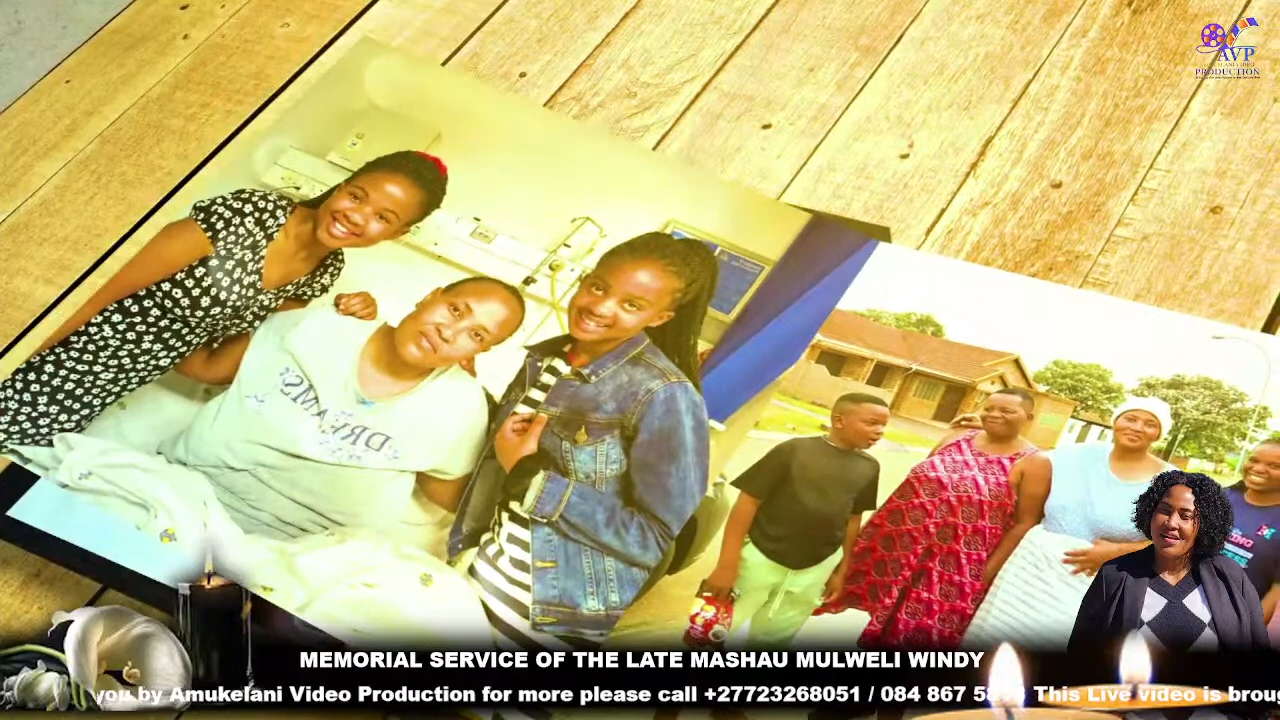 AVP
PRODUCTION
DREAMS
MEMORIAL SERVICE OF THE LATE MASHAU MULWELI WINDY
you by Amukelani Video Production for more please call +27723268051 / 084 867 This Live video is